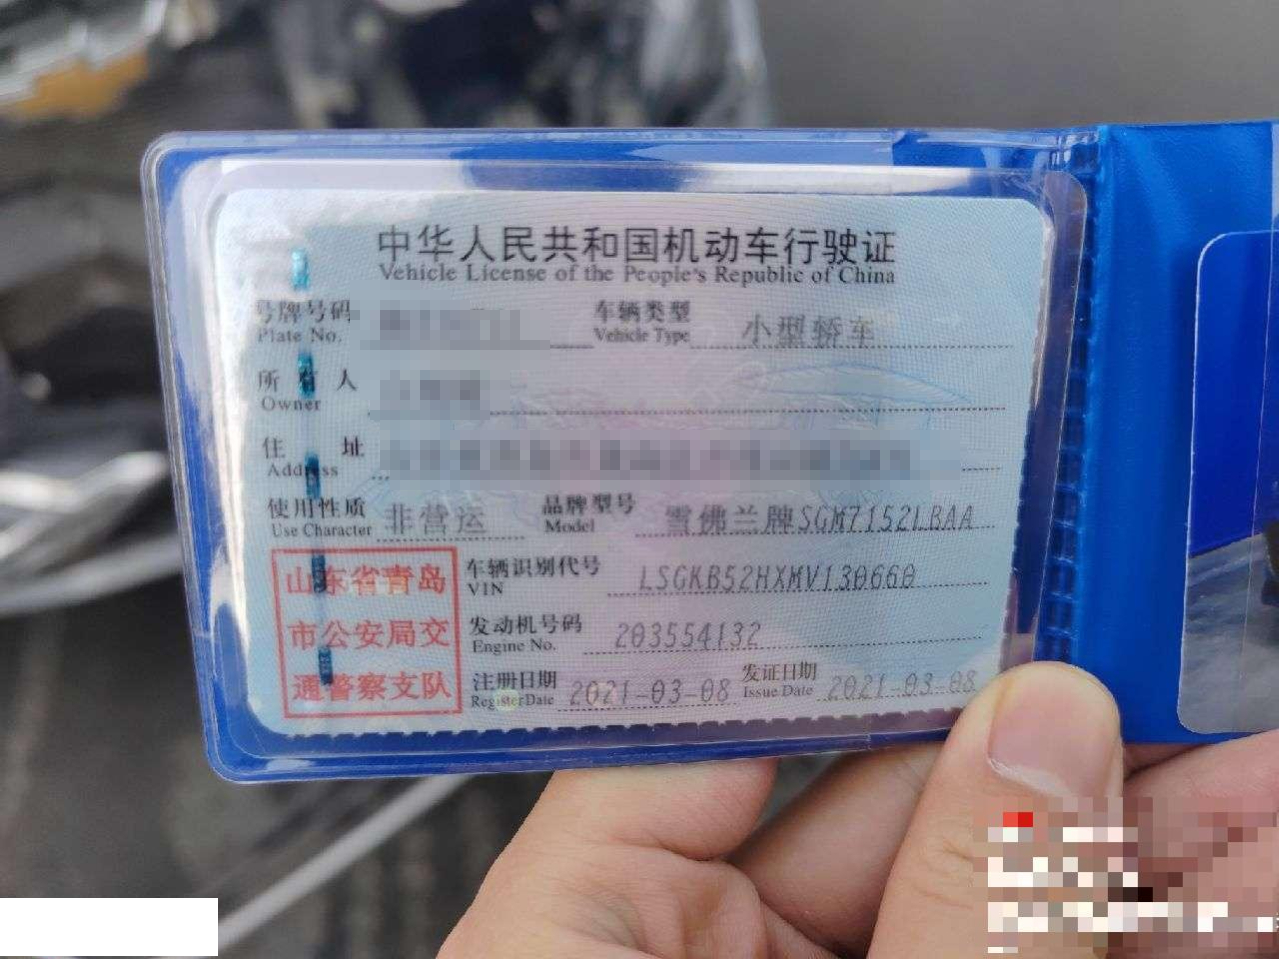 中华人民共和国机动车行驶证
Vehicle License of the People's Republic of China
号牌号码
Plate No.
车辆类型 小型轿车
Vehicle Type
所有人
Owner
住址
Address
使用性质 非营运
Use Character
品牌型号 雪佛兰牌SGM7152LBAA
Model
山东省青岛
市公安局交
通警察支队
车辆识别代号 LSGKB52HXMV130660
VIN
发动机号码 203554132
Engine No.
注册日期 2021-03-08
Register Date
发证日期 2021-03-08
Issue Date